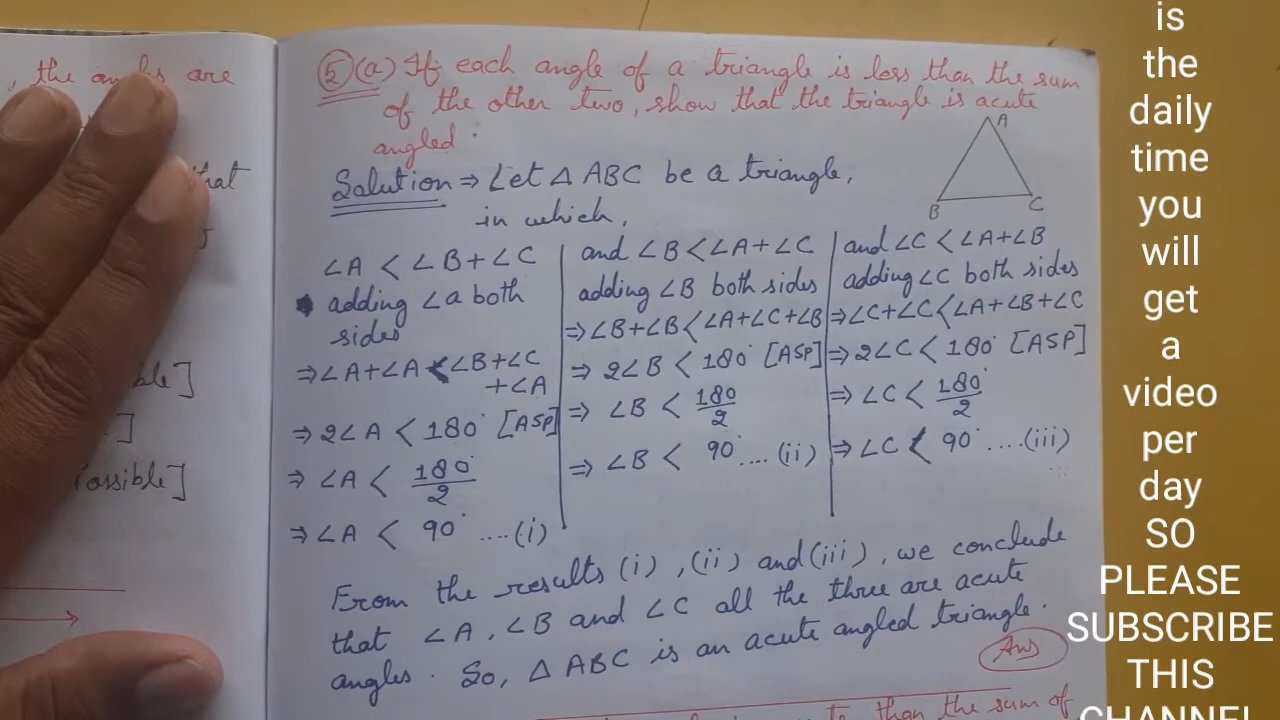 , the angles are
⑤(a) If each angle of a triangle is less than the sum
of the other two, show that the triangle is acute
angled.
A
B
C
Solution ⇒ Let △ ABC be a triangle,
in which,
∠A < ∠B+∠C
adding ∠a both
sides
⇒∠A+∠A <∠B+∠C
+∠A
⇒ 2∠A < 180° [ASP]
⇒ ∠A < 180°/2
⇒ ∠A < 90° ....(i)
and ∠B<∠A+∠C
adding ∠B both sides
⇒∠B+∠B<∠A+∠C+∠B
⇒ 2∠B < 180° [ASP]
⇒ ∠B < 180/2
⇒ ∠B < 90° ....(ii)
and ∠C <∠A+∠B
adding ∠C both sides
⇒∠C+∠C<∠A+∠B+∠C
⇒ 2∠C < 180° [ASP]
⇒ ∠C < 180°/2
⇒ ∠C < 90° ....(iii)
From the results (i), (ii) and (iii), we conclude
that ∠A, ∠B and ∠C all the three are acute
angles. So, △ ABC is an acute angled triangle.
Ans
than the sum of
is
the
daily
time
you
will
get
a
video
per
day
SO
PLEASE
SUBSCRIBE
THIS
CHANNEL